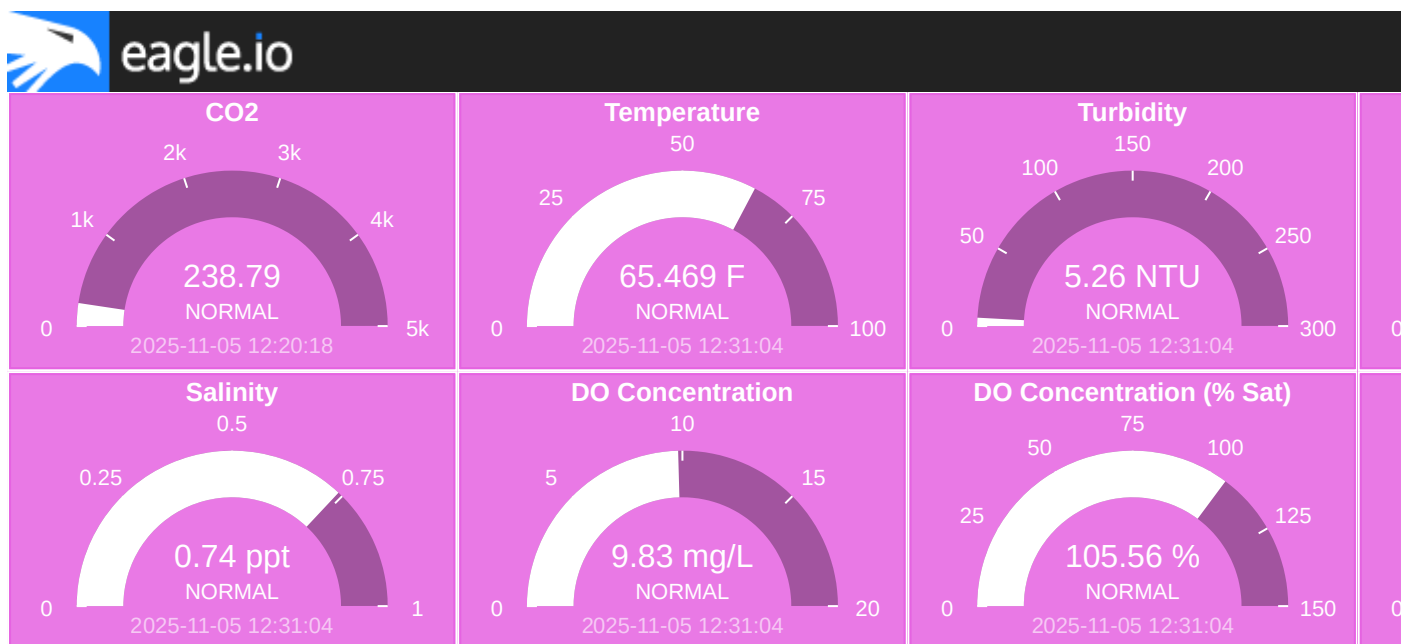 eagle.io
CO2
0
1k
2k
3k
4k
5k
238.79
NORMAL
2025-11-05 12:20:18
Temperature
0
25
50
75
100
65.469 F
NORMAL
2025-11-05 12:31:04
Turbidity
0
50
100
150
200
250
300
5.26 NTU
NORMAL
2025-11-05 12:31:04
0
Salinity
0
0.25
0.5
0.75
1
0.74 ppt
NORMAL
2025-11-05 12:31:04
DO Concentration
0
5
10
15
20
9.83 mg/L
NORMAL
2025-11-05 12:31:04
DO Concentration (% Sat)
0
25
50
75
100
125
150
105.56 %
NORMAL
2025-11-05 12:31:04
0